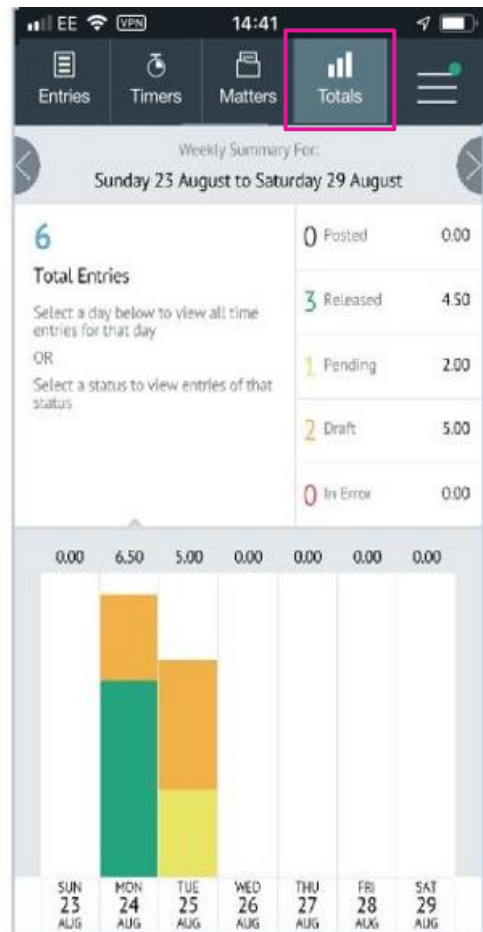 EE VPN 14:41
Entries Timers Matters Totals
Weekly Summary For:
Sunday 23 August to Saturday 29 August
6
Total Entries
Select a day below to view all time
entries for that day
OR
Select a status to view entries of that
status
0 Posted 0.00
3 Released 4.50
1 Pending 2.00
2 Draft 5.00
0 In Error 0.00
0.00 6.50 5.00 0.00 0.00 0.00 0.00
SUN MON TUE WED THU FRI SAT
23 24 25 26 27 28 29
AUG AUG AUG AUG AUG AUG AUG